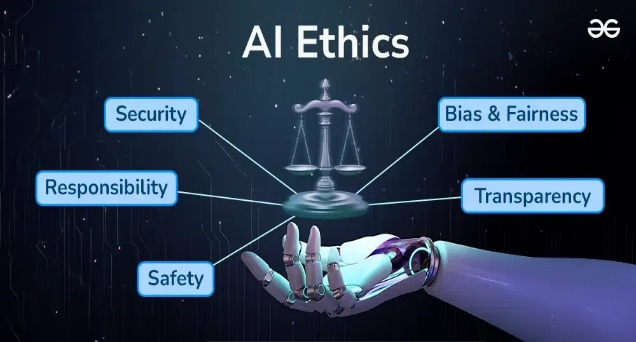 AI Ethics
Security
Bias & Fairness
Responsibility
Transparency
Safety